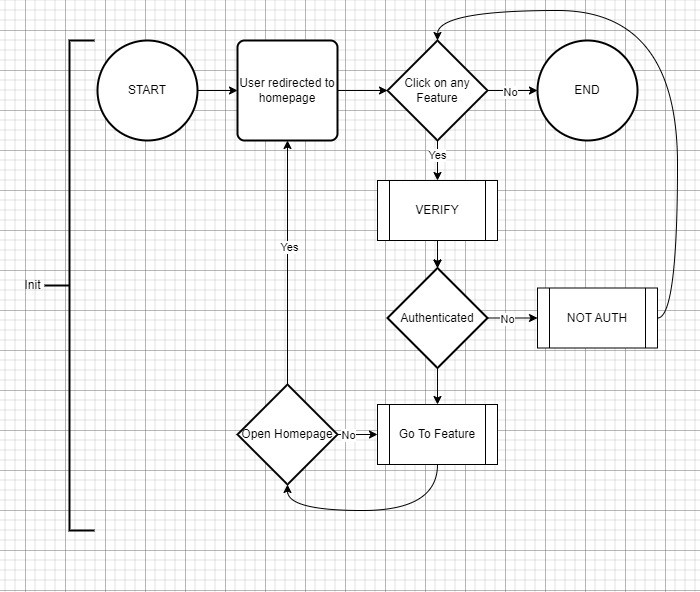 START
User redirected to
homepage
Click on any
Feature
No
END
Yes
VERIFY
Yes
Init
Authenticated
No
NOT AUTH
Open Homepage
No
Go To Feature